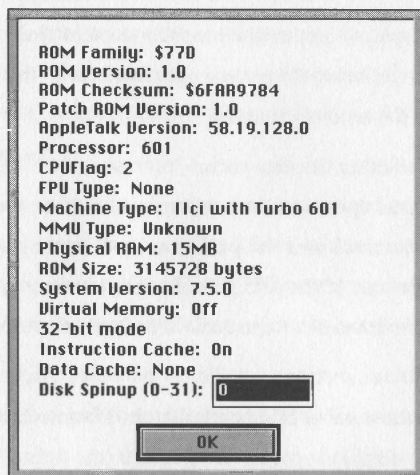 ROM Family: $77D
ROM Version: 1.0
ROM Checksum: $6FAA9784
Patch ROM Version: 1.0
AppleTalk Version: 58.19.128.0
Processor: 601
CPUFlag: 2
FPU Type: None
Machine Type: IIci with Turbo 601
MMU Type: Unknown
Physical RAM: 15MB
ROM Size: 3145728 bytes
System Version: 7.5.0
Virtual Memory: Off
32-bit mode
Instruction Cache: On
Data Cache: None
Disk Spinup (0-31): 0
OK